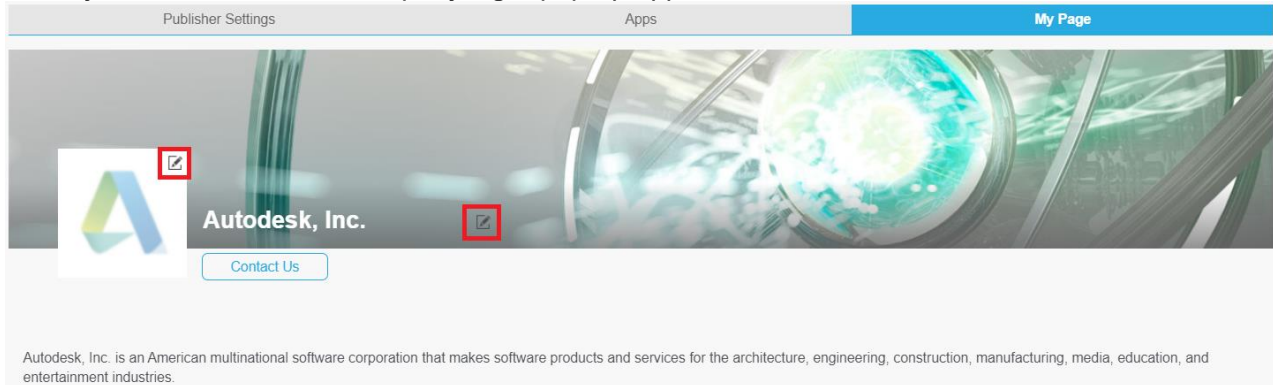 Publisher Settings
Apps
My Page
Autodesk, Inc.
Contact Us
Autodesk, Inc. is an American multinational software corporation that makes software products and services for the architecture, engineering, construction, manufacturing, media, education, and
entertainment industries.